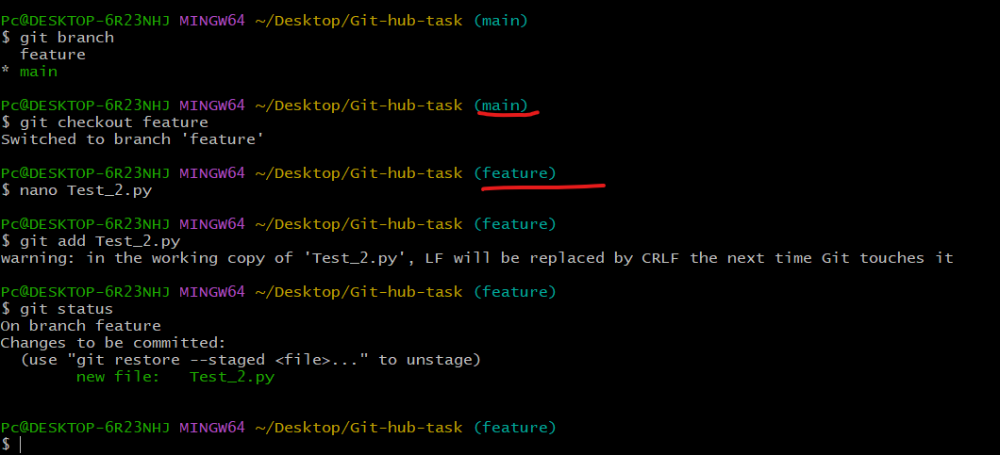 Pc@DESKTOP-6R23NHJ MINGW64 ~/Desktop/Git-hub-task (main)
$ git branch
  feature
* main
Pc@DESKTOP-6R23NHJ MINGW64 ~/Desktop/Git-hub-task (main)
$ git checkout feature
Switched to branch 'feature'
Pc@DESKTOP-6R23NHJ MINGW64 ~/Desktop/Git-hub-task (feature)
$ nano Test_2.py
Pc@DESKTOP-6R23NHJ MINGW64 ~/Desktop/Git-hub-task (feature)
$ git add Test_2.py
warning: in the working copy of 'Test_2.py', LF will be replaced by CRLF the next time Git touches it
Pc@DESKTOP-6R23NHJ MINGW64 ~/Desktop/Git-hub-task (feature)
$ git status
On branch feature
Changes to be committed:
  (use "git restore --staged <file>..." to unstage)
        new file:   Test_2.py
Pc@DESKTOP-6R23NHJ MINGW64 ~/Desktop/Git-hub-task (feature)
$